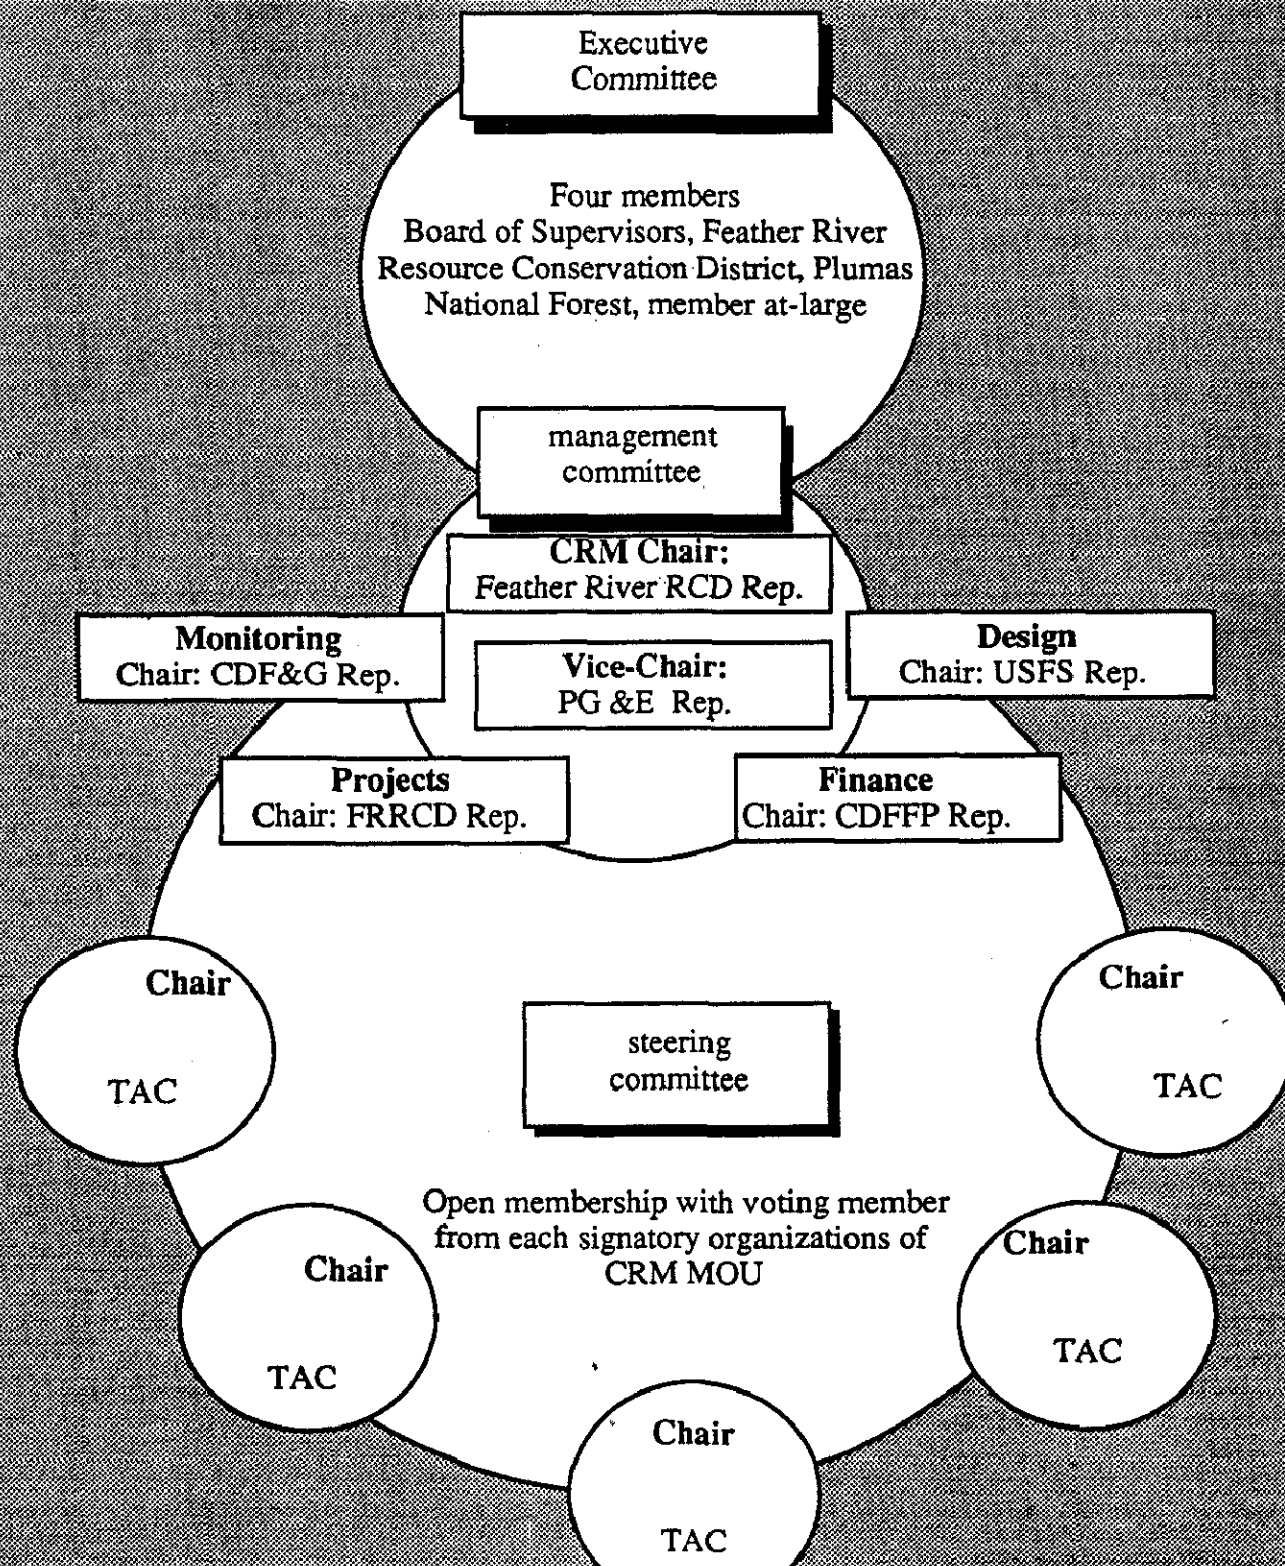 Executive
Committee
Four members
Board of Supervisors, Feather River
Resource Conservation District, Plumas
National Forest, member at-large
management
committee
CRM Chair:
Feather River RCD Rep.
Monitoring
Chair: CDF&G Rep.
Vice-Chair:
PG &E Rep.
Design
Chair: USFS Rep.
Projects
Chair: FRRCD Rep.
Finance
Chair: CDFFP Rep.
Chair
TAC
Chair
TAC
steering
committee
Open membership with voting member
from each signatory organizations of
CRM MOU
Chair
TAC
Chair
TAC
Chair
TAC